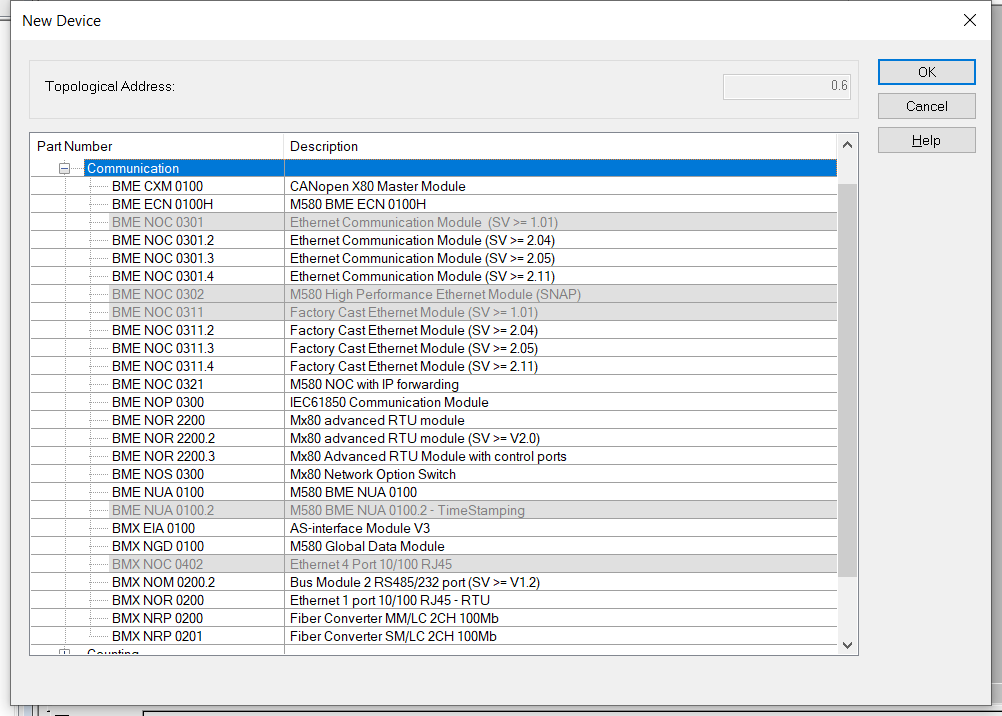 New Device
Topological Address:
0.6
OK
Cancel
Help
Part Number Description
Communication
BME CXM 0100 CANopen X80 Master Module
BME ECN 0100H M580 BME ECN 0100H
BME NOC 0301 Ethernet Communication Module (SV >= 1.01)
BME NOC 0301.2 Ethernet Communication Module (SV >= 2.04)
BME NOC 0301.3 Ethernet Communication Module (SV >= 2.05)
BME NOC 0301.4 Ethernet Communication Module (SV >= 2.11)
BME NOC 0302 M580 High Performance Ethernet Module (SNAP)
BME NOC 0311 Factory Cast Ethernet Module (SV >= 1.01)
BME NOC 0311.2 Factory Cast Ethernet Module (SV >= 2.04)
BME NOC 0311.3 Factory Cast Ethernet Module (SV >= 2.05)
BME NOC 0311.4 Factory Cast Ethernet Module (SV >= 2.11)
BME NOC 0321 M580 NOC with IP forwarding
BME NOP 0300 IEC61850 Communication Module
BME NOR 2200 Mx80 advanced RTU module
BME NOR 2200.2 Mx80 advanced RTU module (SV >= V2.0)
BME NOR 2200.3 Mx80 Advanced RTU Module with control ports
BME NOS 0300 Mx80 Network Option Switch
BME NUA 0100 M580 BME NUA 0100
BME NUA 0100.2 M580 BME NUA 0100.2 - TimeStamping
BMX EIA 0100 AS-interface Module V3
BMX NGD 0100 M580 Global Data Module
BMX NOC 0402 Ethernet 4 Port 10/100 RJ45
BMX NOM 0200.2 Bus Module 2 RS485/232 port (SV >= V1.2)
BMX NOR 0200 Ethernet 1 port 10/100 RJ45 - RTU
BMX NRP 0200 Fiber Converter MM/LC 2CH 100Mb
BMX NRP 0201 Fiber Converter SM/LC 2CH 100Mb
Counting